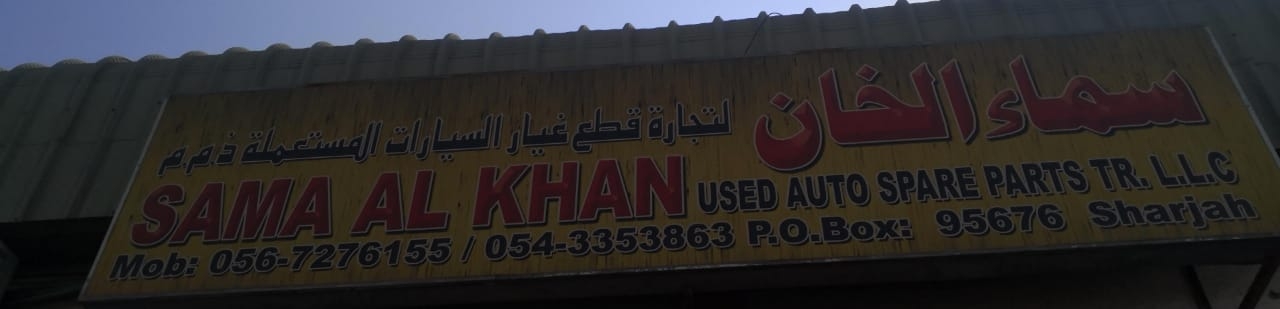 سماء الخان لتجارة قطع غيار السيارات المستعملة ذ.م.م
SAMA AL KHAN USED AUTO SPARE PARTS TR. L.L.C
Mob: 056-7276155 / 054-3353863 P.O.Box: 95676 Sharjah